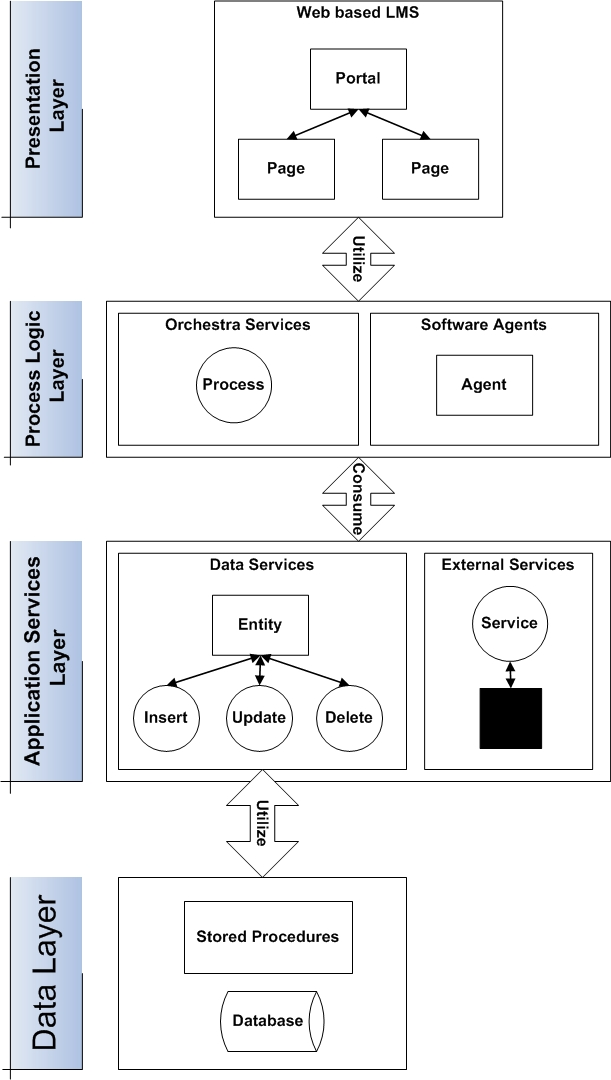 Presentation
Layer
Web based LMS
Portal
Page
Page
Utilize
Process Logic
Layer
Orchestra Services
Process
Software Agents
Agent
Consume
Application Services
Layer
Data Services
Entity
Insert
Update
Delete
External Services
Service
Utilize
Data Layer
Stored Procedures
Database